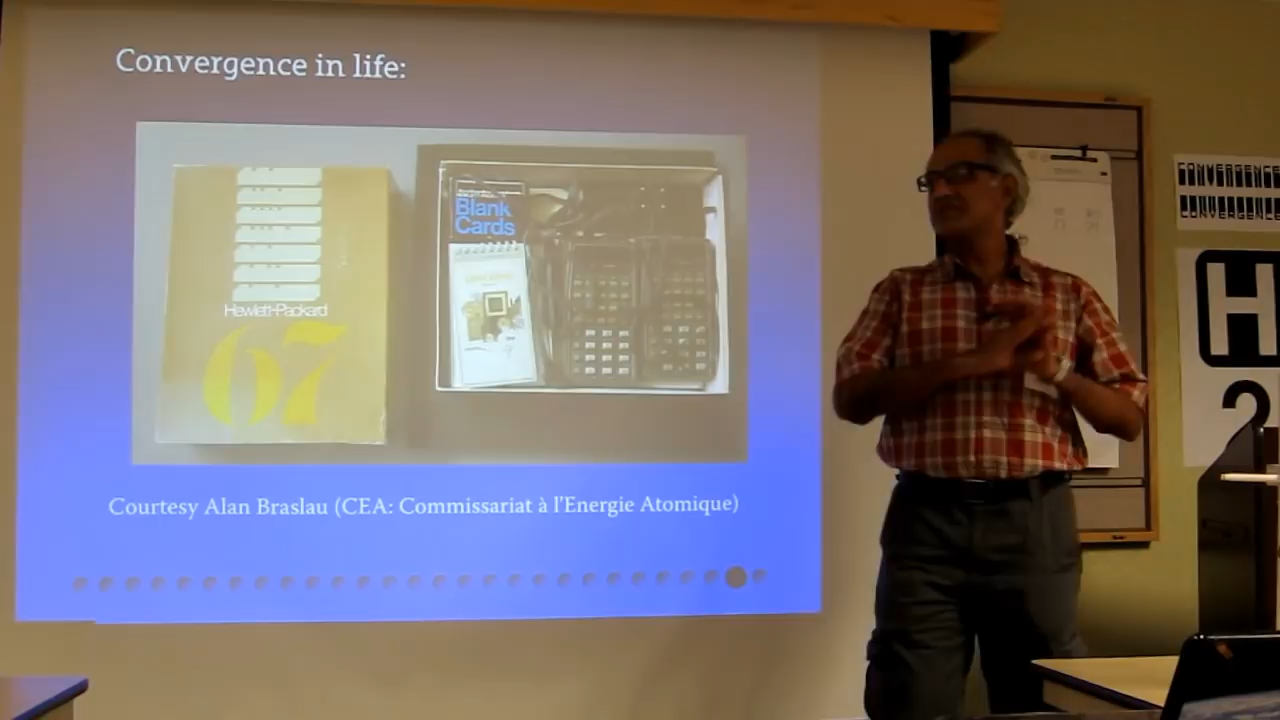 Convergence in life:
Hewlett-Packard
67
Blank
Cards
Courtesy Alan Braslau (CEA: Commissariat à l'Energie Atomique)
CONVERGENCE
CONVERGENCE
H
2